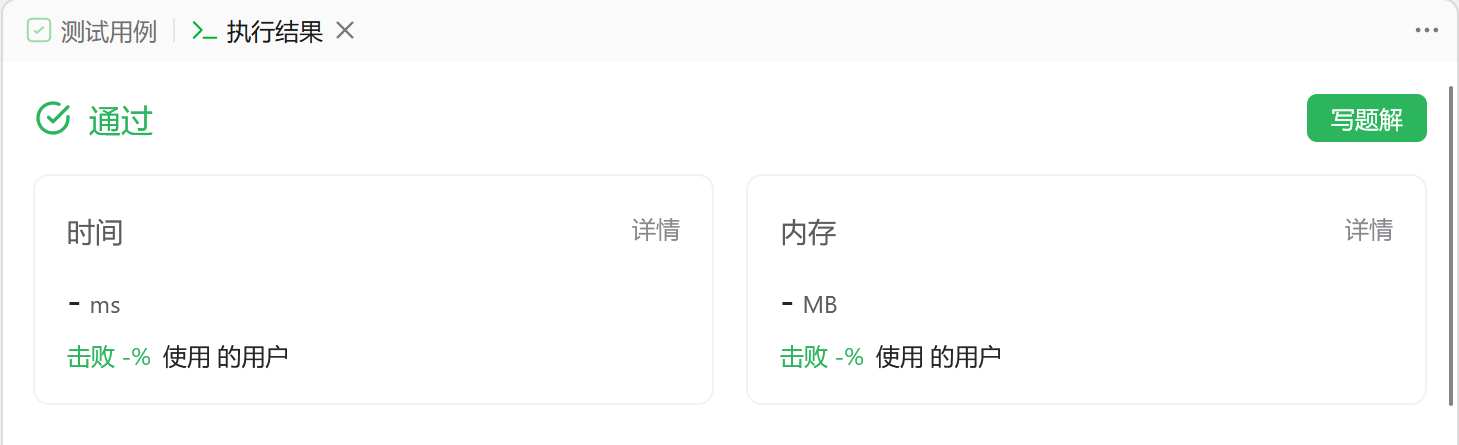 测试用例 执行结果
通过 写题解
时间 详情 内存 详情
- ms - MB
击败 -% 使用 的用户 击败 -% 使用 的用户